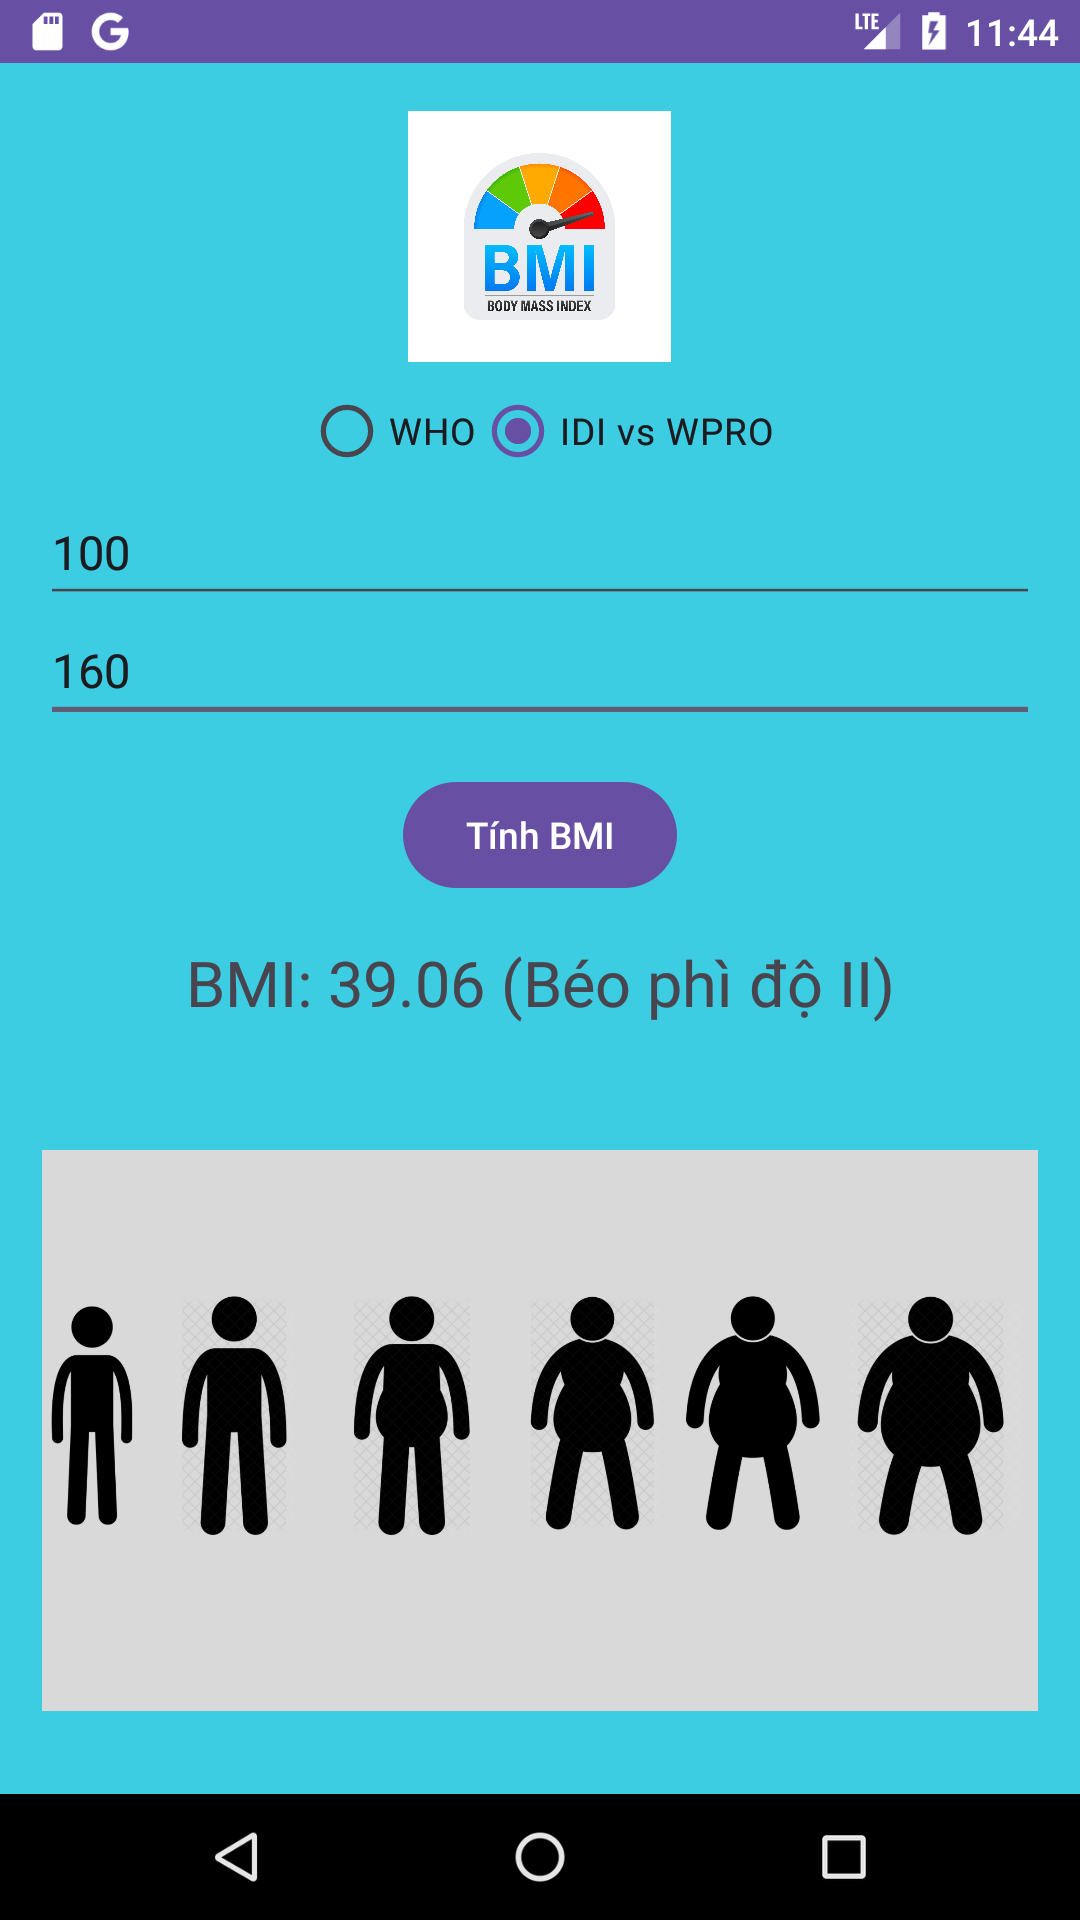 LTE 11:44
BMI
BODY MASS INDEX
WHO IDI vs WPRO
100
160
Tính BMI
BMI: 39.06 (Béo phì độ II)